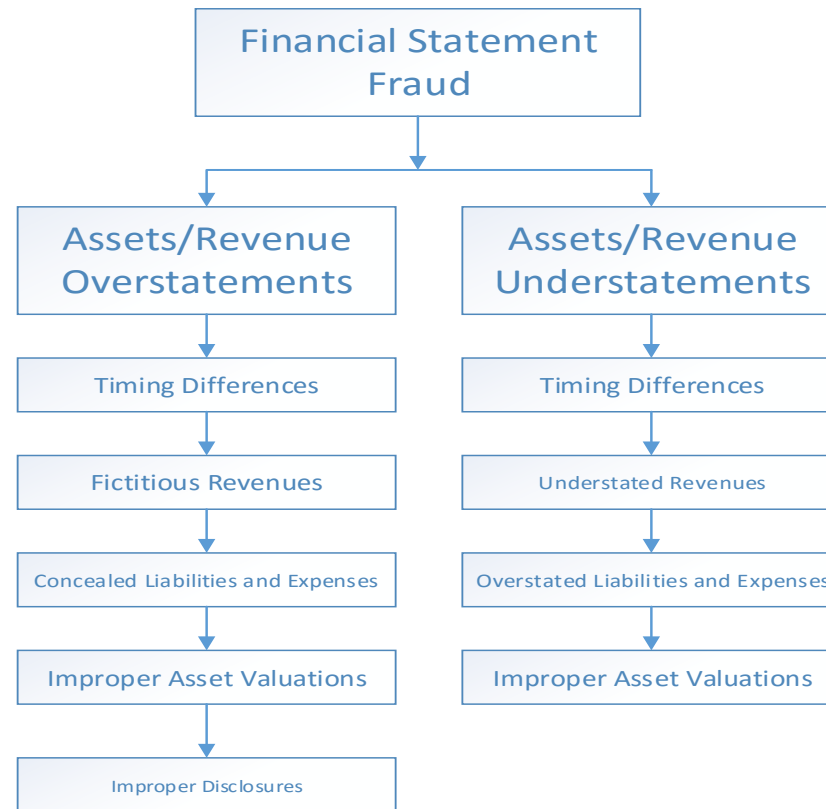 Financial Statement
Fraud
Assets/Revenue
Overstatements
Assets/Revenue
Understatements
Timing Differences
Timing Differences
Fictitious Revenues
Understated Revenues
Concealed Liabilities and Expenses
Overstated Liabilities and Expenses
Improper Asset Valuations
Improper Asset Valuations
Improper Disclosures